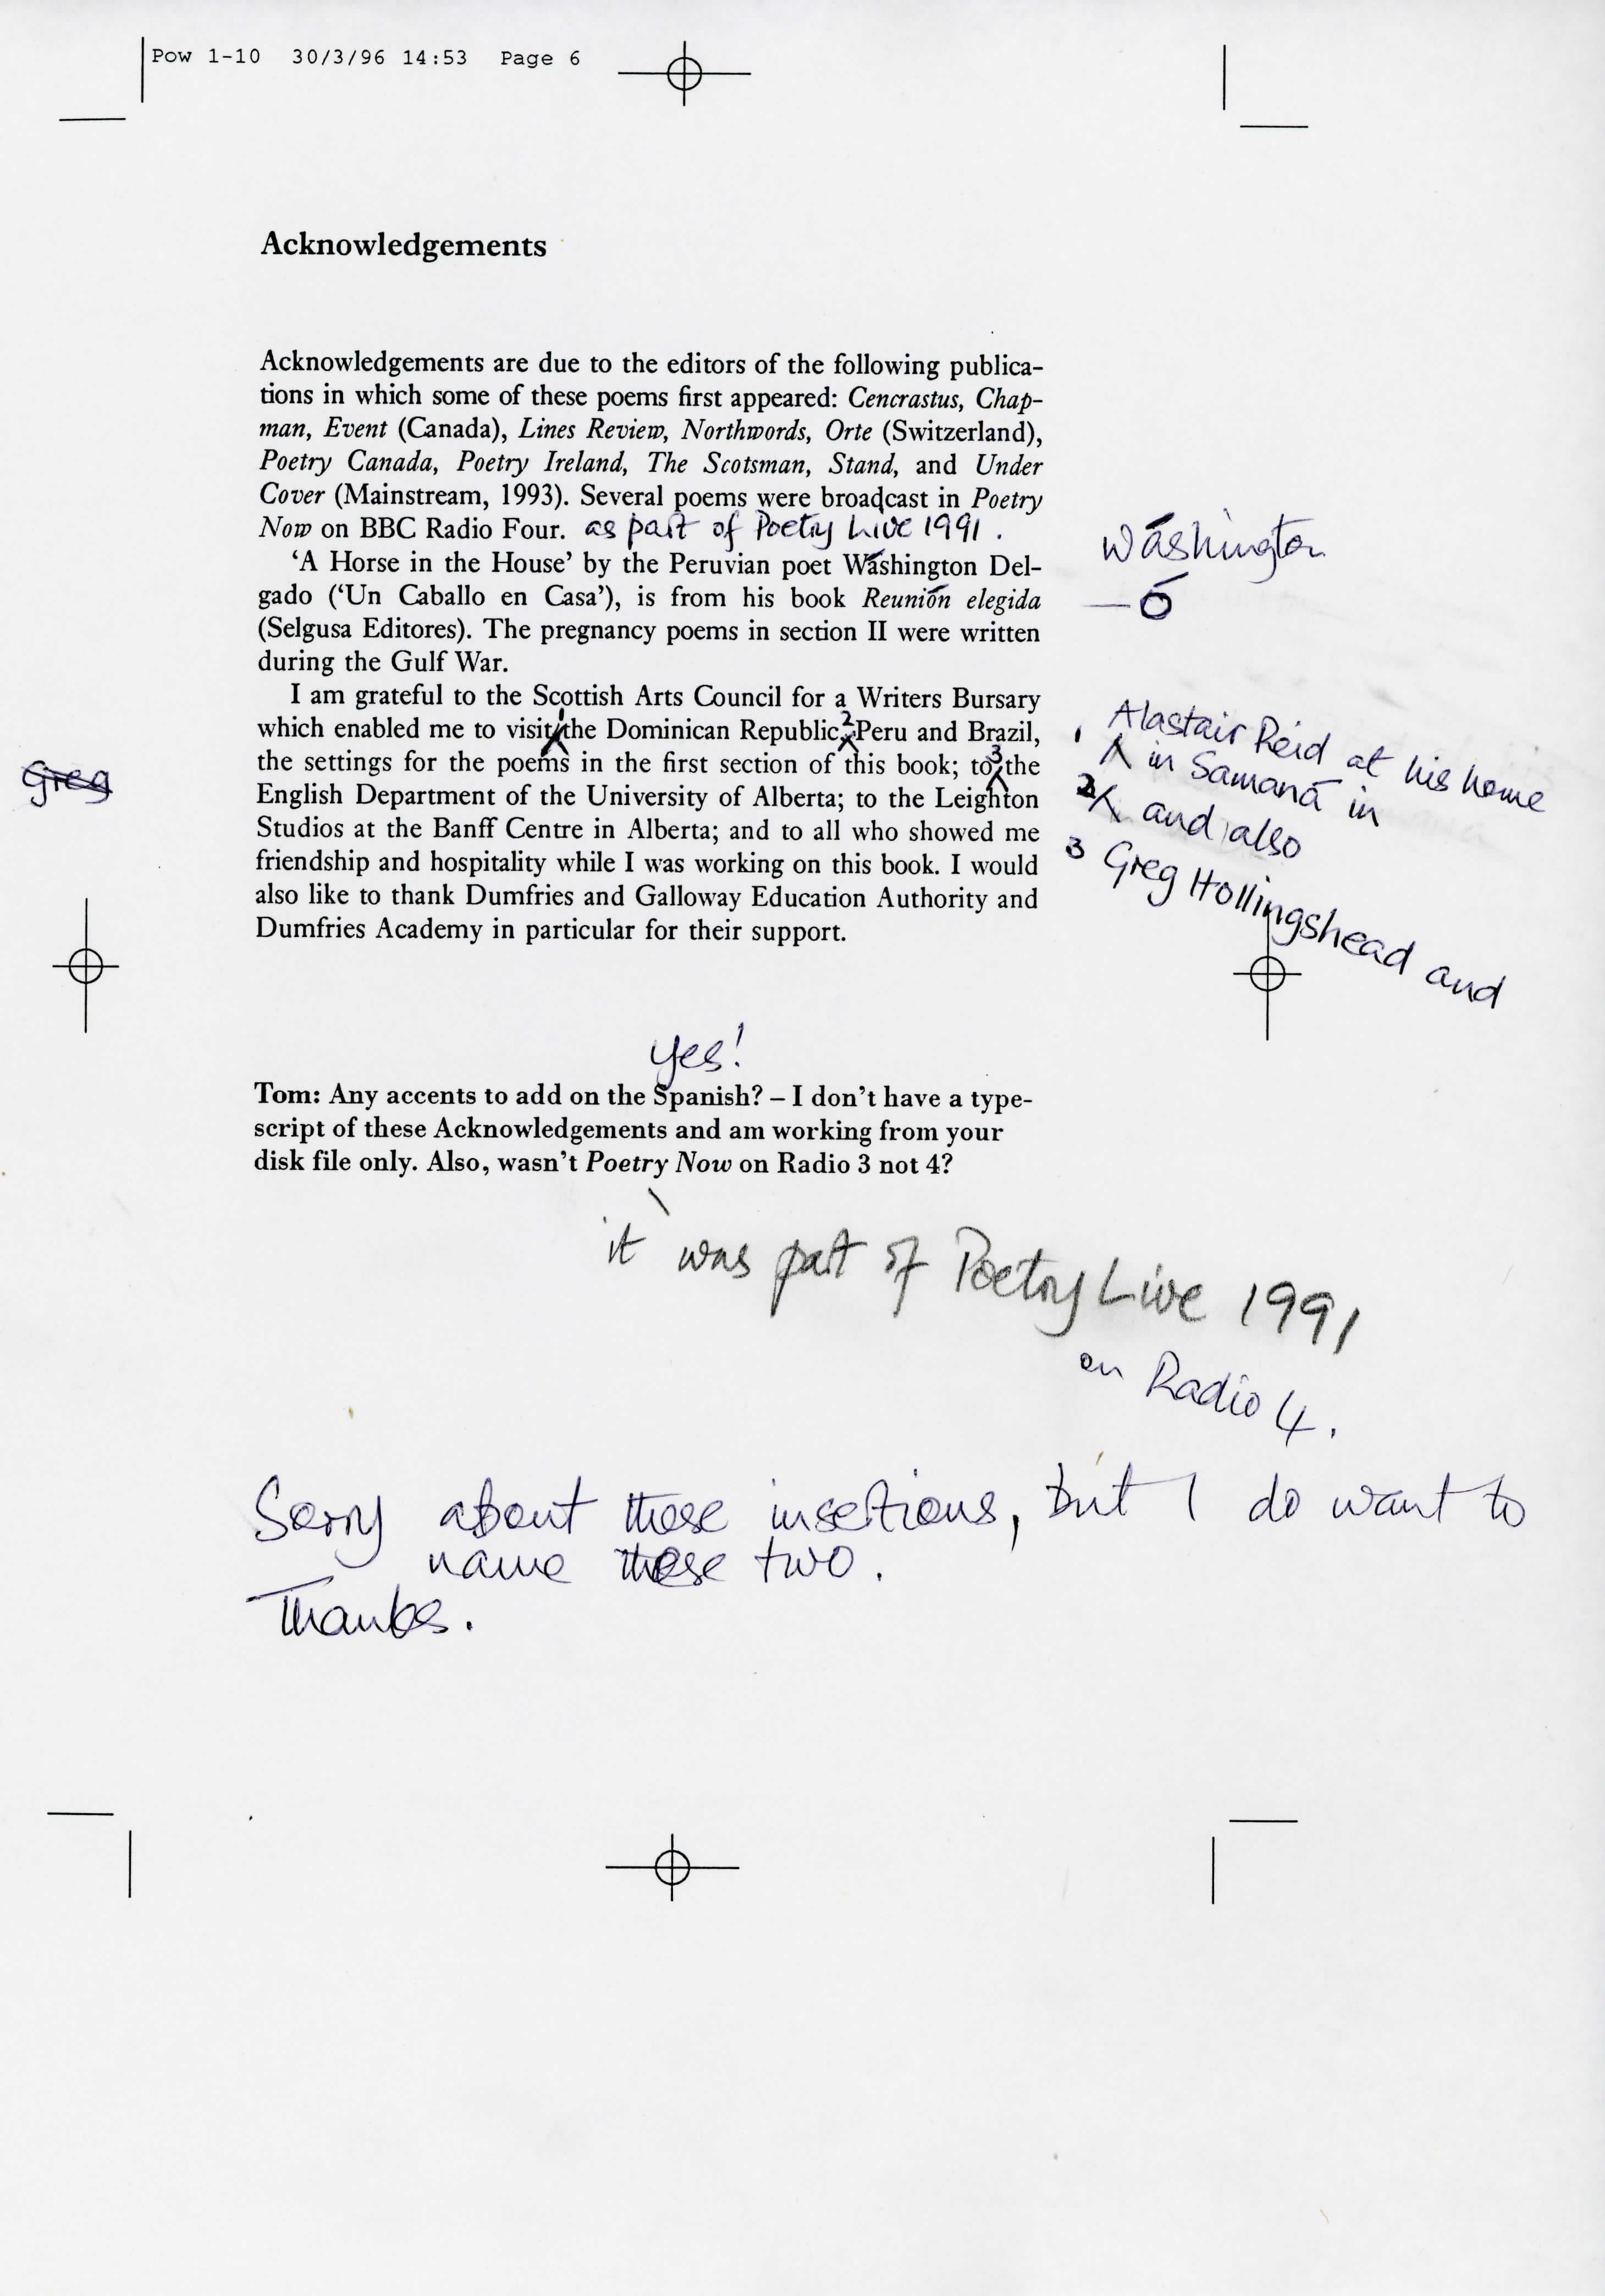 Pow 1-10 30/3/96 14:53 Page 6
Acknowledgements
Acknowledgements are due to the editors of the following publica-
tions in which some of these poems first appeared: Cencrastus, Chap-
man, Event (Canada), Lines Review, Northwords, Orte (Switzerland),
Poetry Canada, Poetry Ireland, The Scotsman, Stand, and Under
Cover (Mainstream, 1993). Several poems were broadcast in Poetry
Now on BBC Radio Four. as part of Poetry Live 1991.
‘A Horse in the House’ by the Peruvian poet Wáshington Del-
gado (‘Un Caballo en Casa’), is from his book Reunión elegida
(Selgusa Editores). The pregnancy poems in section II were written
during the Gulf War.
Wáshington
– ó
I am grateful to the Scottish Arts Council for a Writers Bursary
which enabled me to visit 1 the Dominican Republic, 2 Peru and Brazil,
the settings for the poems in the first section of this book; to 3 the
English Department of the University of Alberta; to the Leighton
Studios at the Banff Centre in Alberta; and to all who showed me
friendship and hospitality while I was working on this book. I would
also like to thank Dumfries and Galloway Education Authority and
Dumfries Academy in particular for their support.
Greg
1 Alastair Reid at his home
in Samaná in
2 and also
3 Greg Hollingshead and
yes!
Tom: Any accents to add on the Spanish? – I don’t have a type-
script of these Acknowledgements and am working from your
disk file only. Also, wasn’t Poetry Now on Radio 3 not 4?
it was part of Poetry Live 1991
on Radio 4.
Sorry about these insertions, but I do want to
name these two.
Thanks.